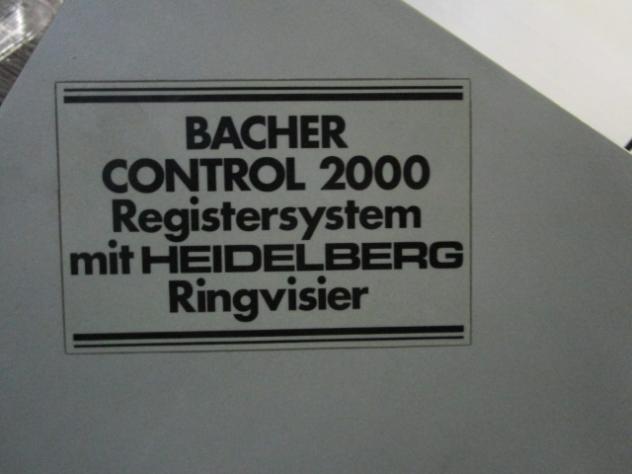 BACHER
CONTROL 2000
Registersystem
mit HEIDELBERG
Ringvisier